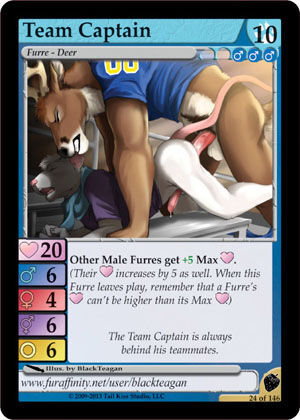 Team Captain
10
Furre - Deer
00
20
6
4
6
6
Other Male Furres get +5 Max
(Their increases by 5 as well. When this
Furre leaves play, remember that a Furre's
can't be higher than its Max )
The Team Captain is always
behind his teammates.
Illus. by BlackTeagan
www.furaffinity.net/user/blackteagan
© 2009-2013 Tail Kise Studio, LLC
24 of 146